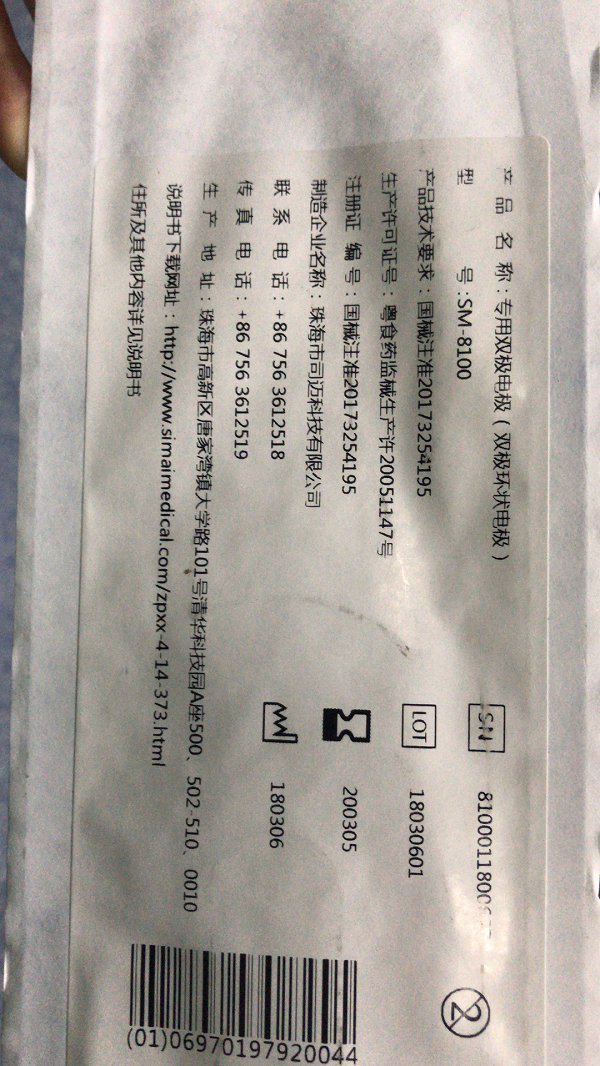 产品名称：专用双极电极（双极环状电极）
型号：SM-8100
产品技术要求：国械注准20173254195
生产许可证号：粤食药监械生产许20051147号
注册证编号：国械注准20173254195
制造企业名称：珠海市司迈科技有限公司
联系电话：+86 756 3612518
传真电话：+86 756 3612519
生产地址：珠海市高新区唐家湾镇大学路101号清华科技园A座500、502-510、0010
说明书下载网址：http://www.simaimedical.com/zpxx-4-14-373.html
住所及其他内容详见说明书
SN
LOT 18030601
200305
180306
2
(01)06970197920044